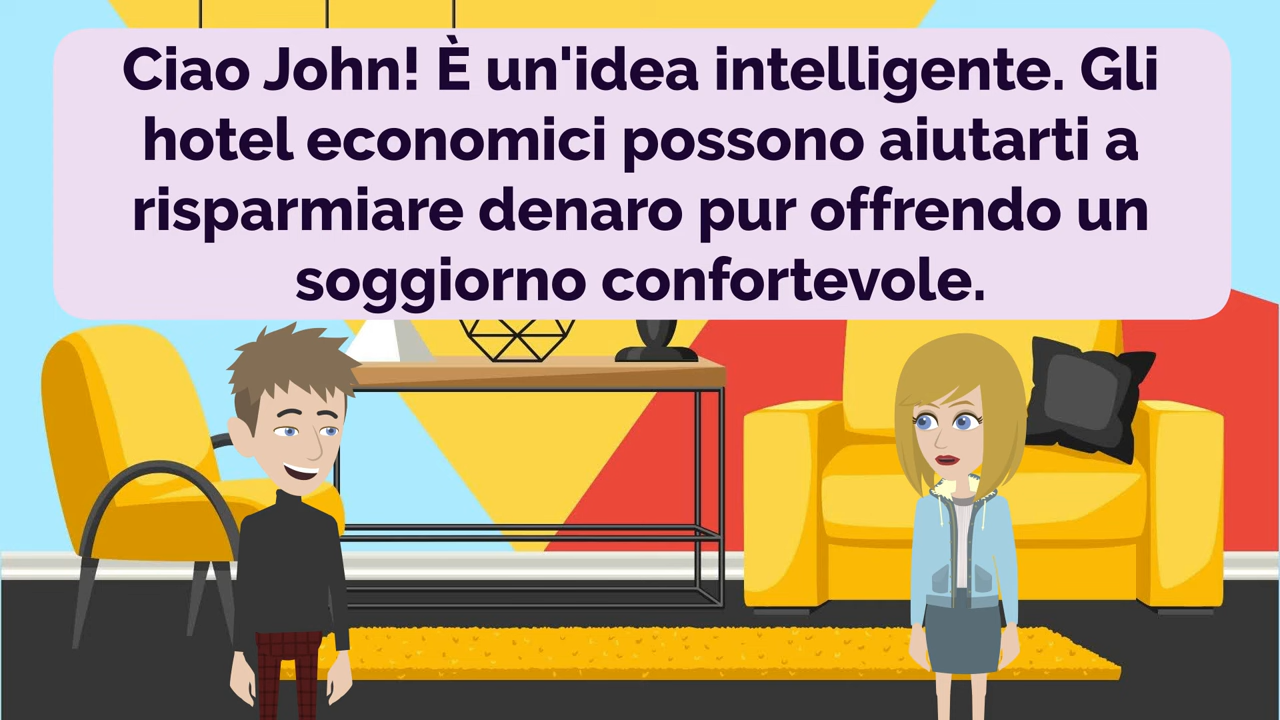 Ciao John! È un'idea intelligente. Gli
hotel economici possono aiutarti a
risparmiare denaro pur offrendo un
soggiorno confortevole.